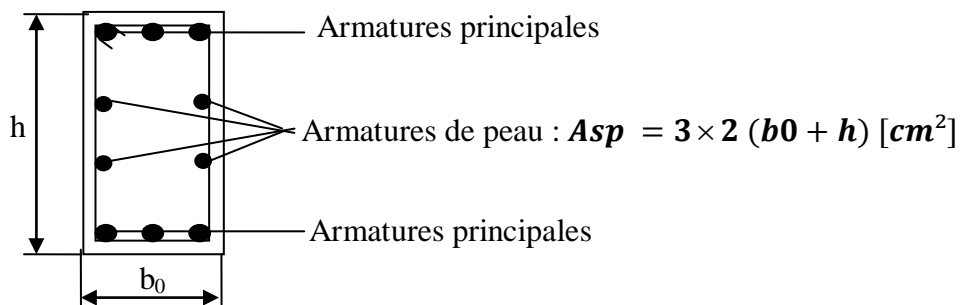 Armatures principales
h
Armatures de peau : Asp = 3 × 2 (b0 + h) [cm²]
Armatures principales
b₀